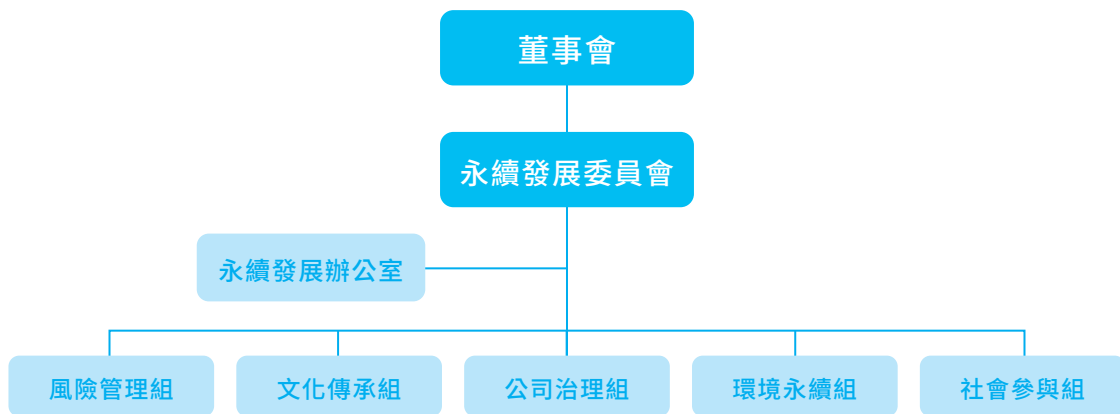 董事會
永續發展委員會
永續發展辦公室
風險管理組
文化傳承組
公司治理組
環境永續組
社會參與組